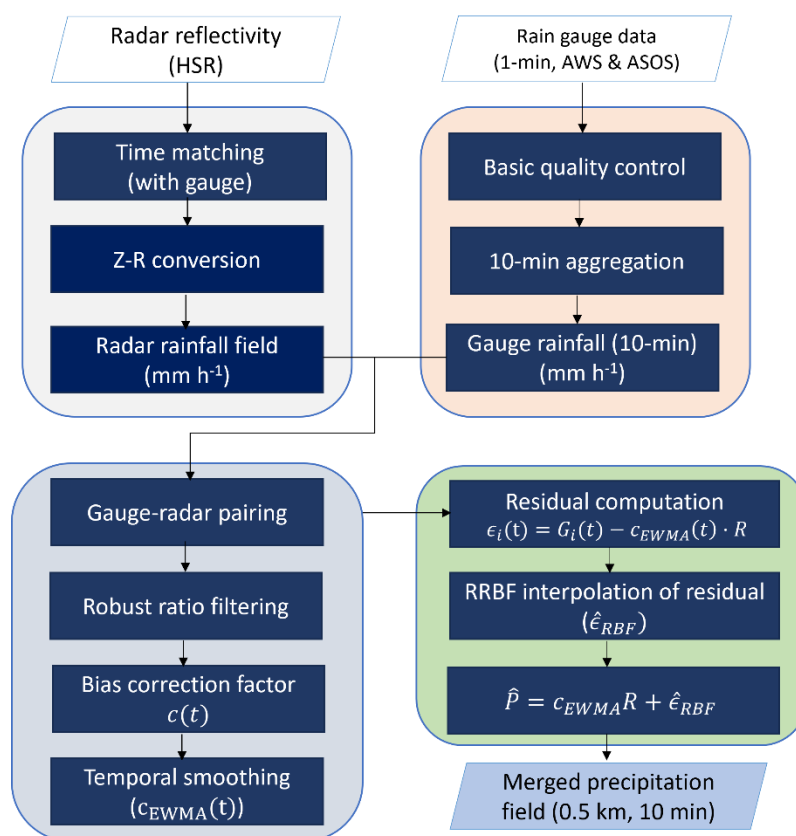 Radar reflectivity
(HSR)
Rain gauge data
(1-min, AWS & ASOS)
Time matching
(with gauge)
Z-R conversion
Radar rainfall field
(mm h⁻¹)
Basic quality control
10-min aggregation
Gauge rainfall (10-min)
(mm h⁻¹)
Gauge-radar pairing
Robust ratio filtering
Bias correction factor
c(t)
Temporal smoothing
(c_EWMA(t))
Residual computation
ϵ_i(t) = G_i(t) − c_EWMA(t) · R
RRBF interpolation of residual
(ϵ̂_RBF)
P̂ = c_EWMA R + ϵ̂_RBF
Merged precipitation
field (0.5 km, 10 min)